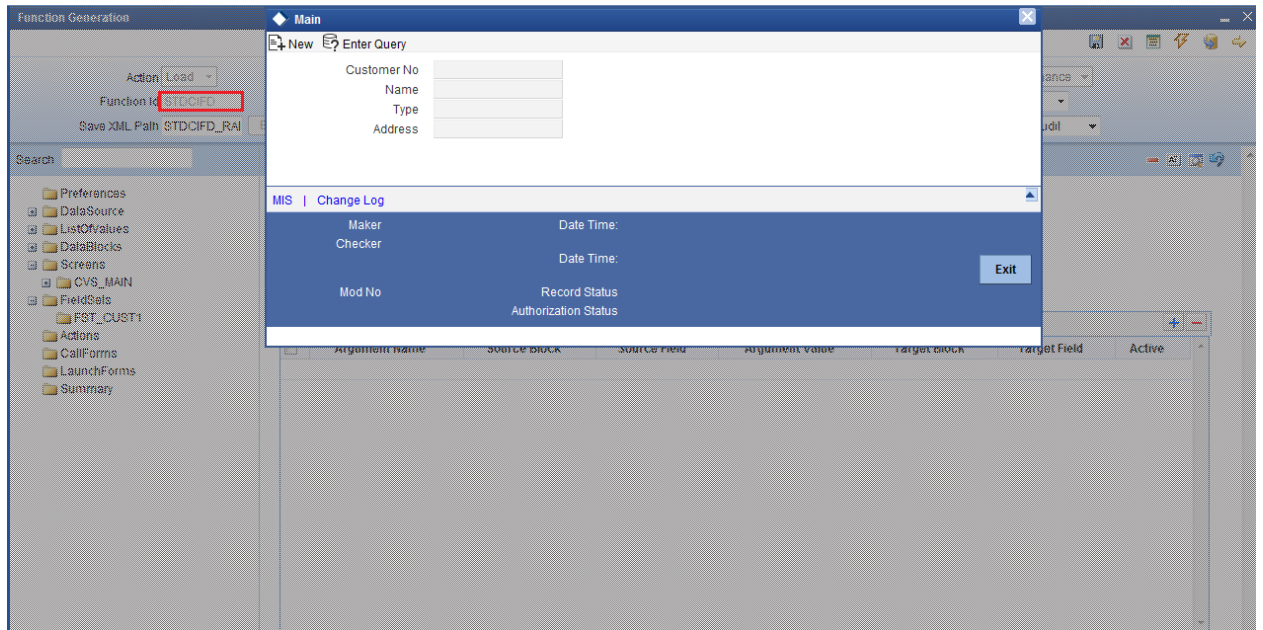 Function Generation
Main
New Enter Query
Action Load
Function Id STDCIFD
Save XML Path STDCIFD_RAI
Customer No
Name
Type
Address
Search
MIS | Change Log
Maker Date Time:
Checker
Date Time:
Exit
Mod No Record Status
Authorization Status
Preferences
DataSource
ListOfValues
DataBlocks
Screens
CVS_MAIN
FieldSets
FST_CUST1
Actions
CallForms
LaunchForms
Summary
Argument Name Source Block Source Field Argument Value Target Block Target Field Active